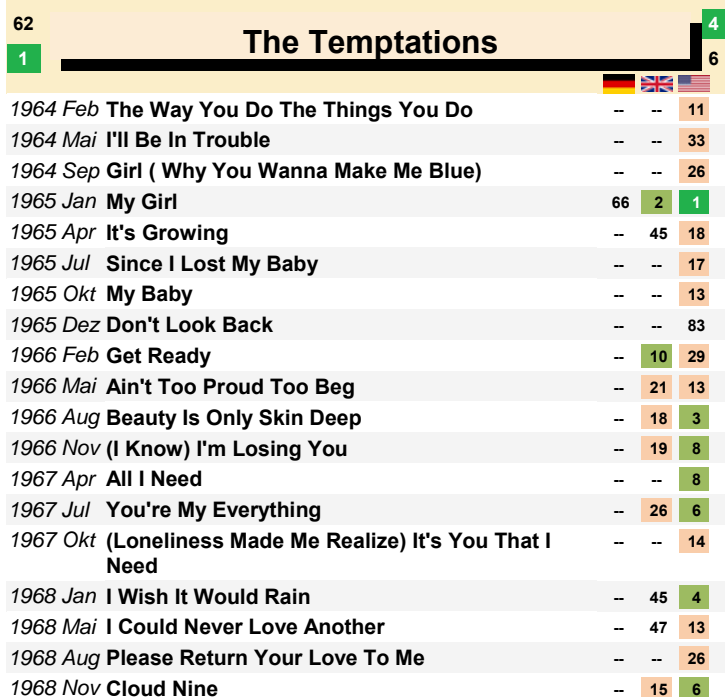 62 The Temptations 4
1 6
1964 Feb The Way You Do The Things You Do -- -- 11
1964 Mai I'll Be In Trouble -- -- 33
1964 Sep Girl ( Why You Wanna Make Me Blue) -- -- 26
1965 Jan My Girl 66 2 1
1965 Apr It's Growing -- 45 18
1965 Jul Since I Lost My Baby -- -- 17
1965 Okt My Baby -- -- 13
1965 Dez Don't Look Back -- -- 83
1966 Feb Get Ready -- 10 29
1966 Mai Ain't Too Proud Too Beg -- 21 13
1966 Aug Beauty Is Only Skin Deep -- 18 3
1966 Nov (I Know) I'm Losing You -- 19 8
1967 Apr All I Need -- -- 8
1967 Jul You're My Everything -- 26 6
1967 Okt (Loneliness Made Me Realize) It's You That I -- -- 14
Need
1968 Jan I Wish It Would Rain -- 45 4
1968 Mai I Could Never Love Another -- 47 13
1968 Aug Please Return Your Love To Me -- -- 26
1968 Nov Cloud Nine -- 15 6